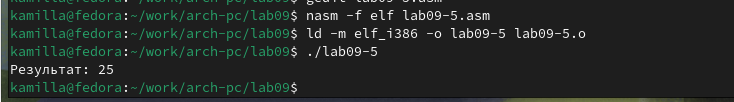 kamilla@fedora:~/work/arch-pc/lab09$ nasm -f elf lab09-5.asm
kamilla@fedora:~/work/arch-pc/lab09$ ld -m elf_i386 -o lab09-5 lab09-5.o
kamilla@fedora:~/work/arch-pc/lab09$ ./lab09-5
Результат: 25
kamilla@fedora:~/work/arch-pc/lab09$